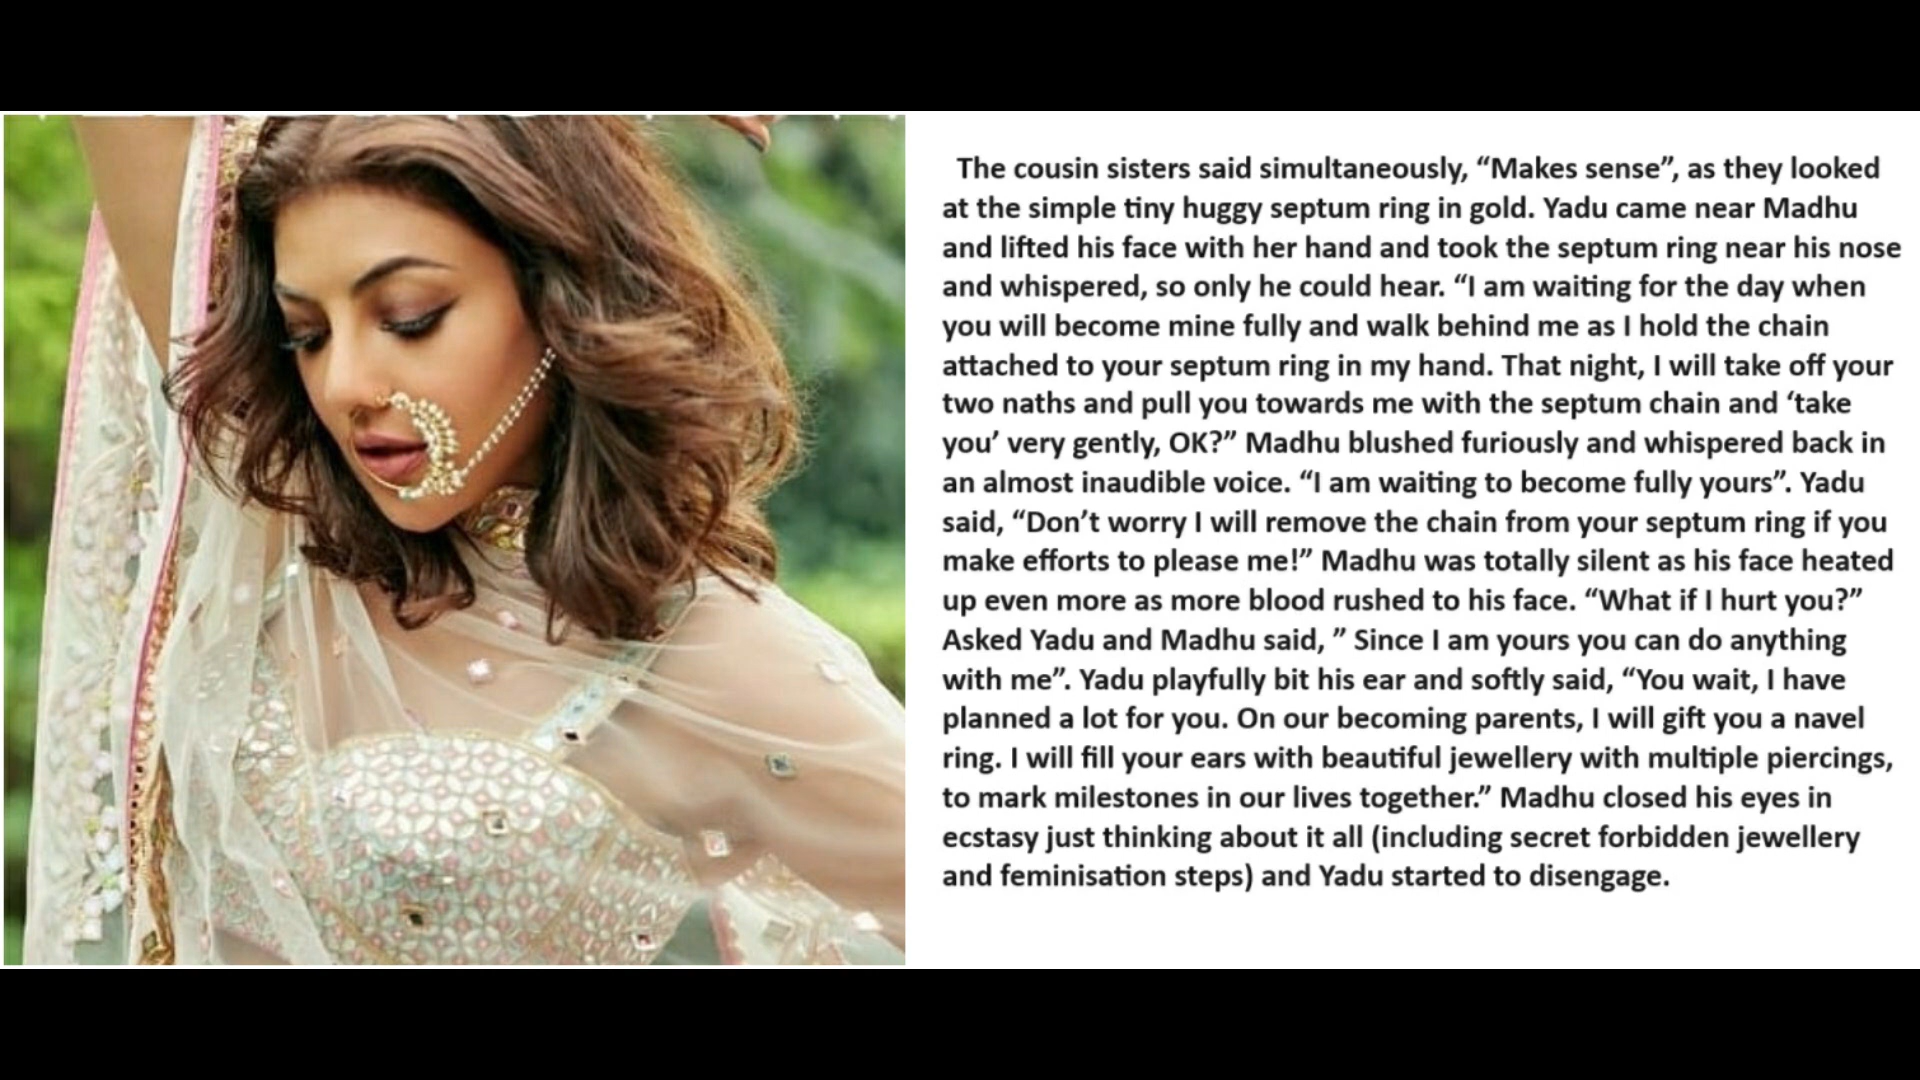 The cousin sisters said simultaneously, “Makes sense”, as they looked
at the simple tiny huggy septum ring in gold. Yadu came near Madhu
and lifted his face with her hand and took the septum ring near his nose
and whispered, so only he could hear. “I am waiting for the day when
you will become mine fully and walk behind me as I hold the chain
attached to your septum ring in my hand. That night, I will take off your
two naths and pull you towards me with the septum chain and ‘take
you’ very gently, OK?” Madhu blushed furiously and whispered back in
an almost inaudible voice. “I am waiting to become fully yours”. Yadu
said, “Don’t worry I will remove the chain from your septum ring if you
make efforts to please me!” Madhu was totally silent as his face heated
up even more as more blood rushed to his face. “What if I hurt you?”
Asked Yadu and Madhu said, ” Since I am yours you can do anything
with me”. Yadu playfully bit his ear and softly said, “You wait, I have
planned a lot for you. On our becoming parents, I will gift you a navel
ring. I will fill your ears with beautiful jewellery with multiple piercings,
to mark milestones in our lives together.” Madhu closed his eyes in
ecstasy just thinking about it all (including secret forbidden jewellery
and feminisation steps) and Yadu started to disengage.